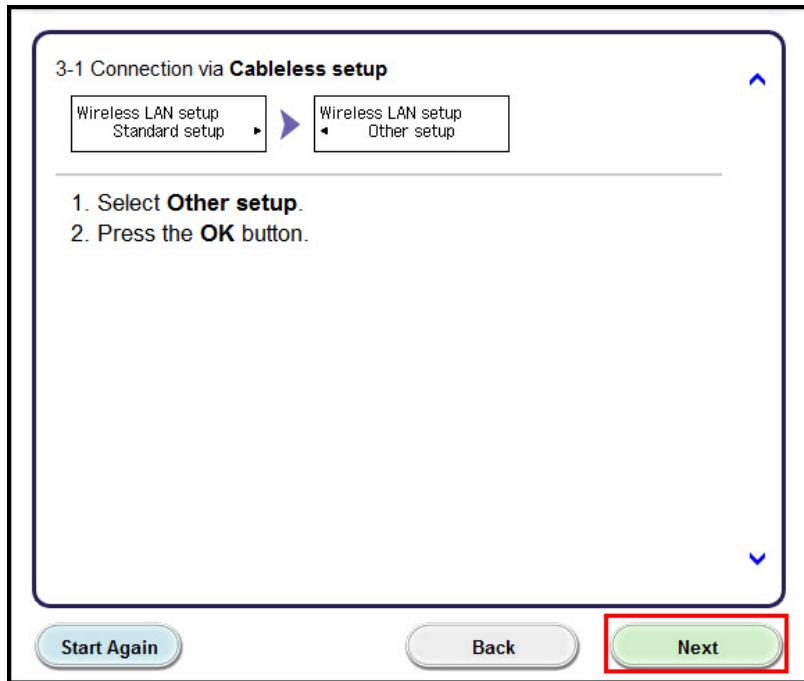 3-1 Connection via Cableless setup
Wireless LAN setup
Standard setup
Wireless LAN setup
Other setup
1. Select Other setup.
2. Press the OK button.
Start Again
Back
Next